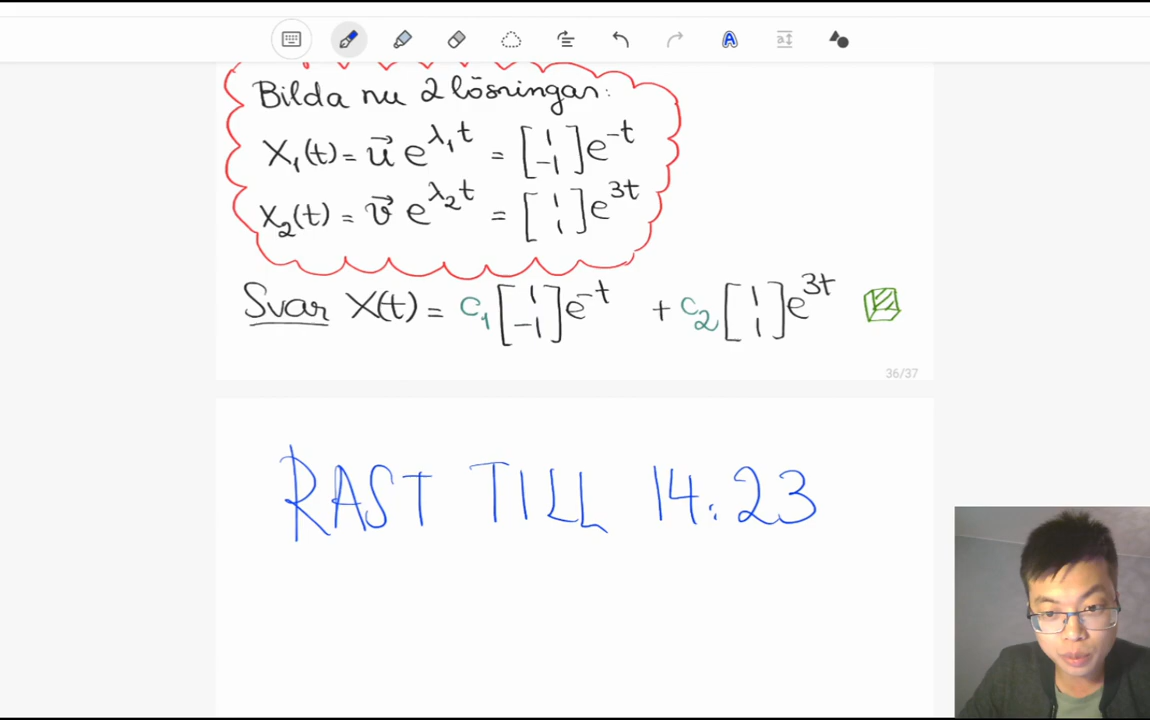 Bilda nu 2 lösningar:
X₁(t) = u⃗ e^{λ₁t} = [1 -1] e^{-t}
X₂(t) = v⃗ e^{λ₂t} = [1 1] e^{3t}
Svar X(t) = c₁ [1 -1] e^{-t} + c₂ [1 1] e^{3t}
36/37
RAST TILL 14:23